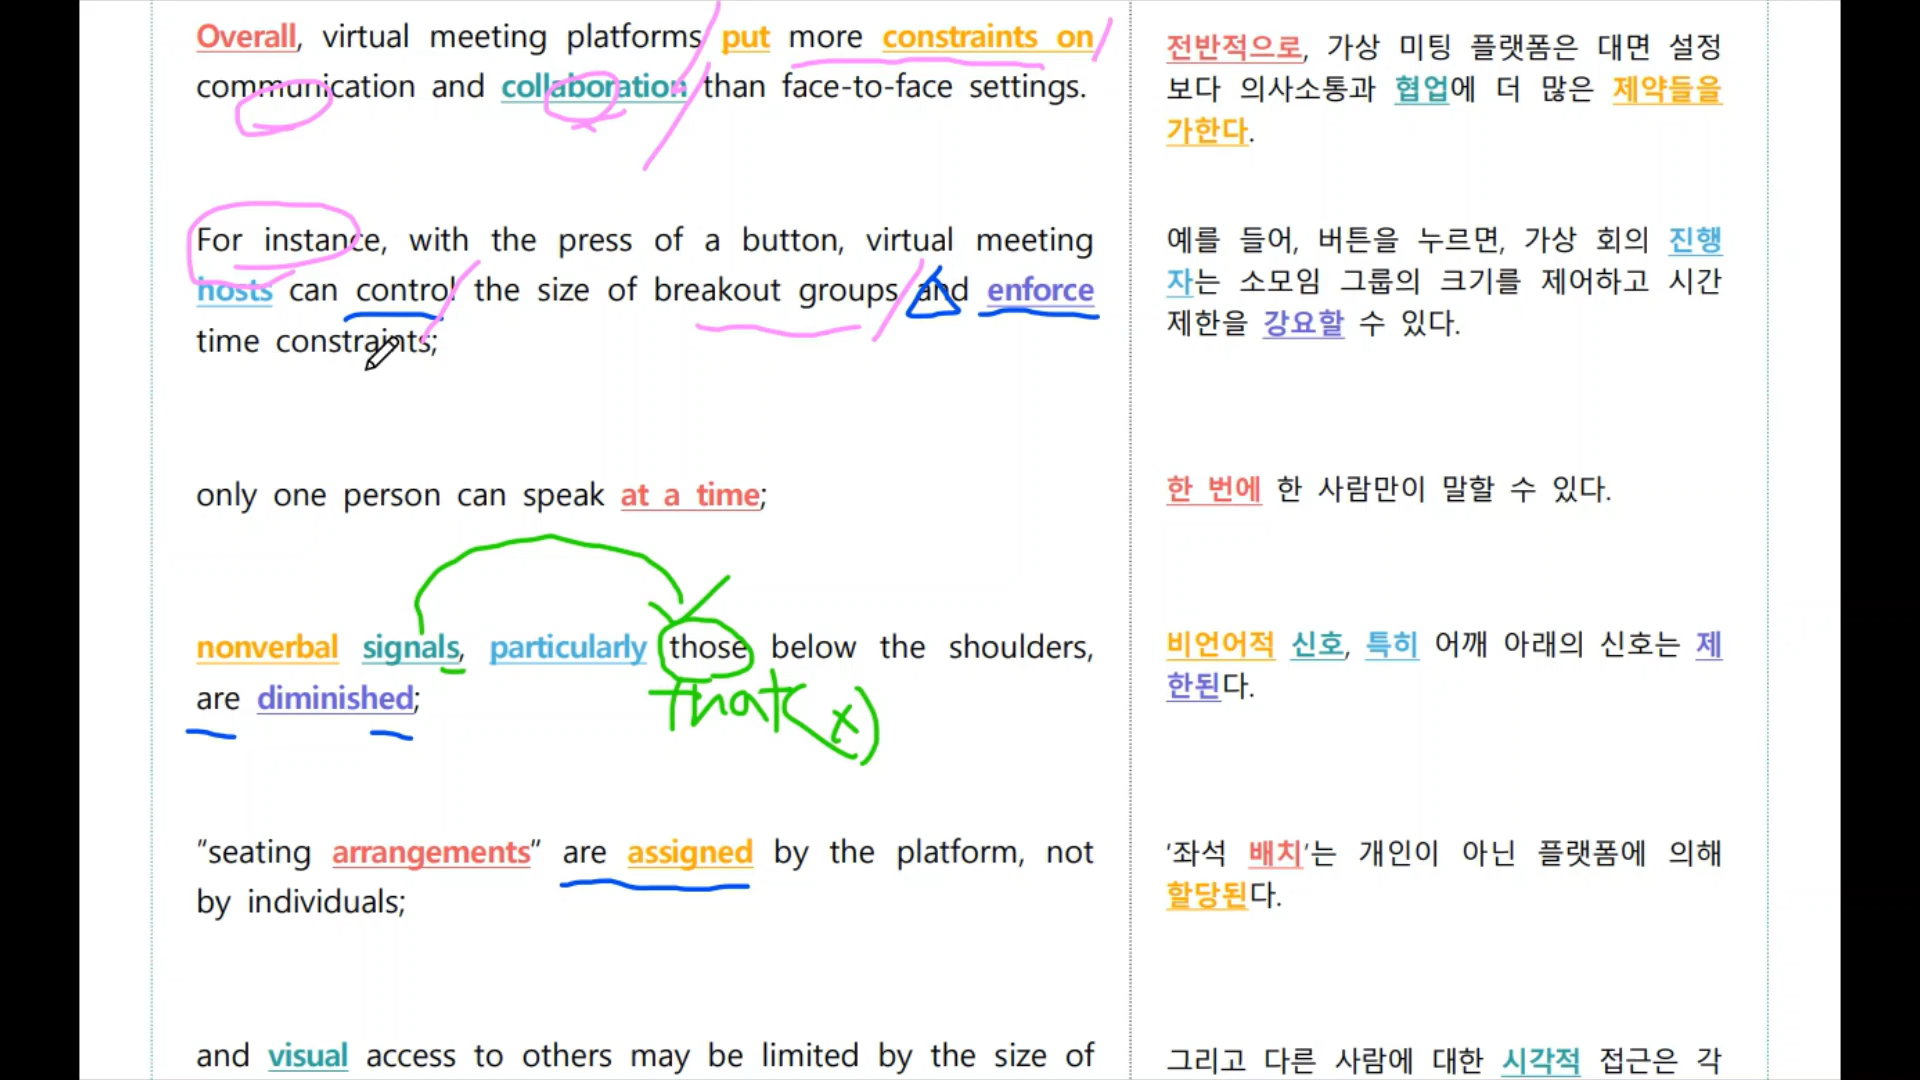 Overall, virtual meeting platforms put more constraints on
communication and collaboration than face-to-face settings.
전반적으로, 가상 미팅 플랫폼은 대면 설정
보다 의사소통과 협업에 더 많은 제약들을
가한다.
For instance, with the press of a button, virtual meeting
hosts can control the size of breakout groups and enforce
time constraints;
예를 들어, 버튼을 누르면, 가상 회의 진행
자는 소모임 그룹의 크기를 제어하고 시간
제한을 강요할 수 있다.
only one person can speak at a time;
한 번에 한 사람만이 말할 수 있다.
nonverbal signals, particularly those below the shoulders,
are diminished;
that(x)
비언어적 신호, 특히 어깨 아래의 신호는 제
한된다.
“seating arrangements” are assigned by the platform, not
by individuals;
‘좌석 배치’는 개인이 아닌 플랫폼에 의해
할당된다.
and visual access to others may be limited by the size of
그리고 다른 사람에 대한 시각적 접근은 각